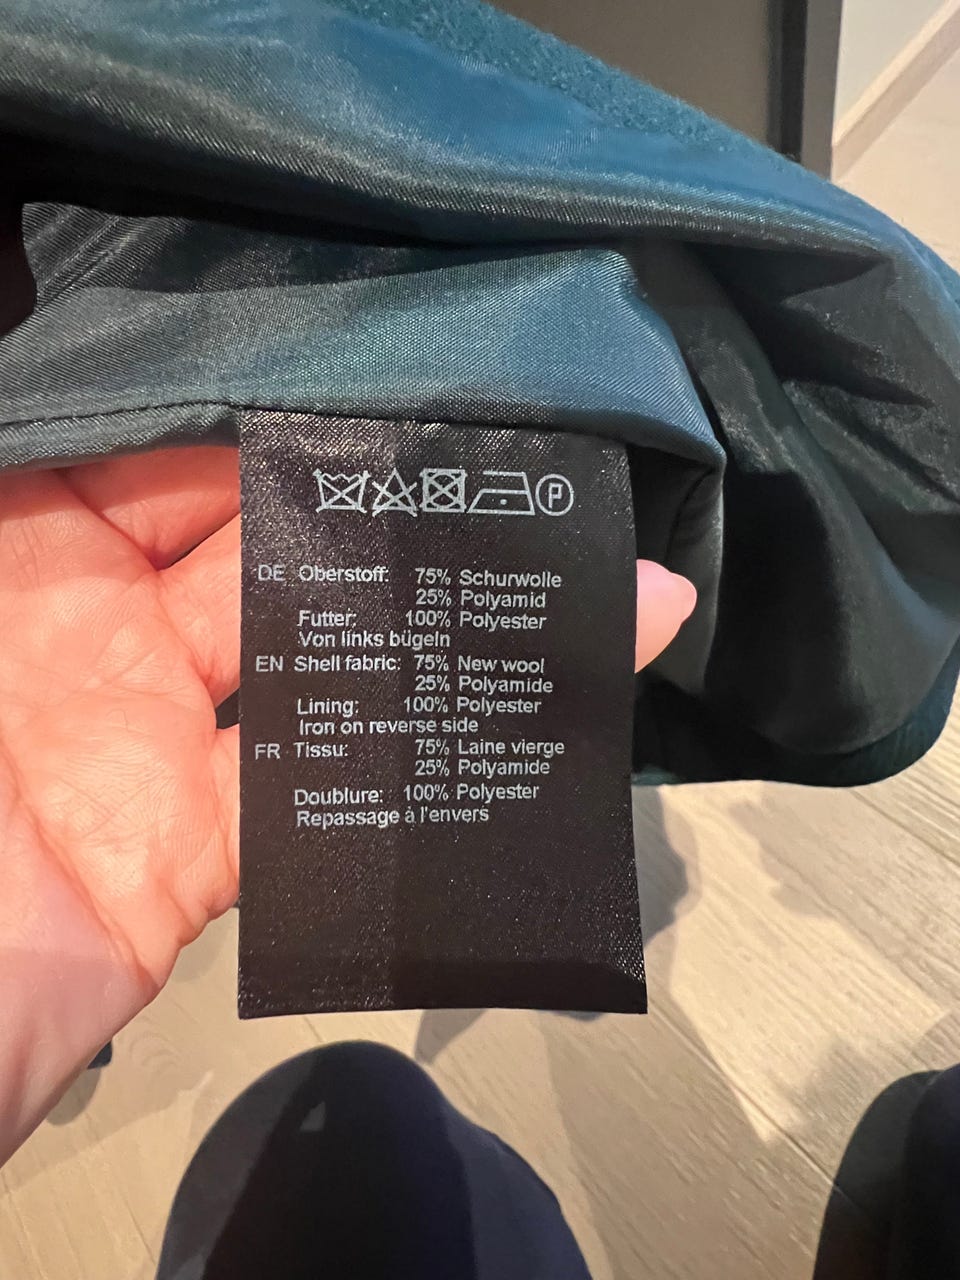 P
DE Oberstoff: 75% Schurwolle
25% Polyamid
Futter: 100% Polyester
Von links bügeln
EN Shell fabric: 75% New wool
25% Polyamide
Lining: 100% Polyester
Iron on reverse side
FR Tissu: 75% Laine vierge
25% Polyamide
Doublure: 100% Polyester
Repassage à l'envers